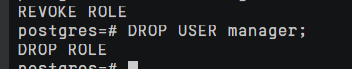 REVOKE ROLE
postgres=# DROP USER manager;
DROP ROLE
postgres=#